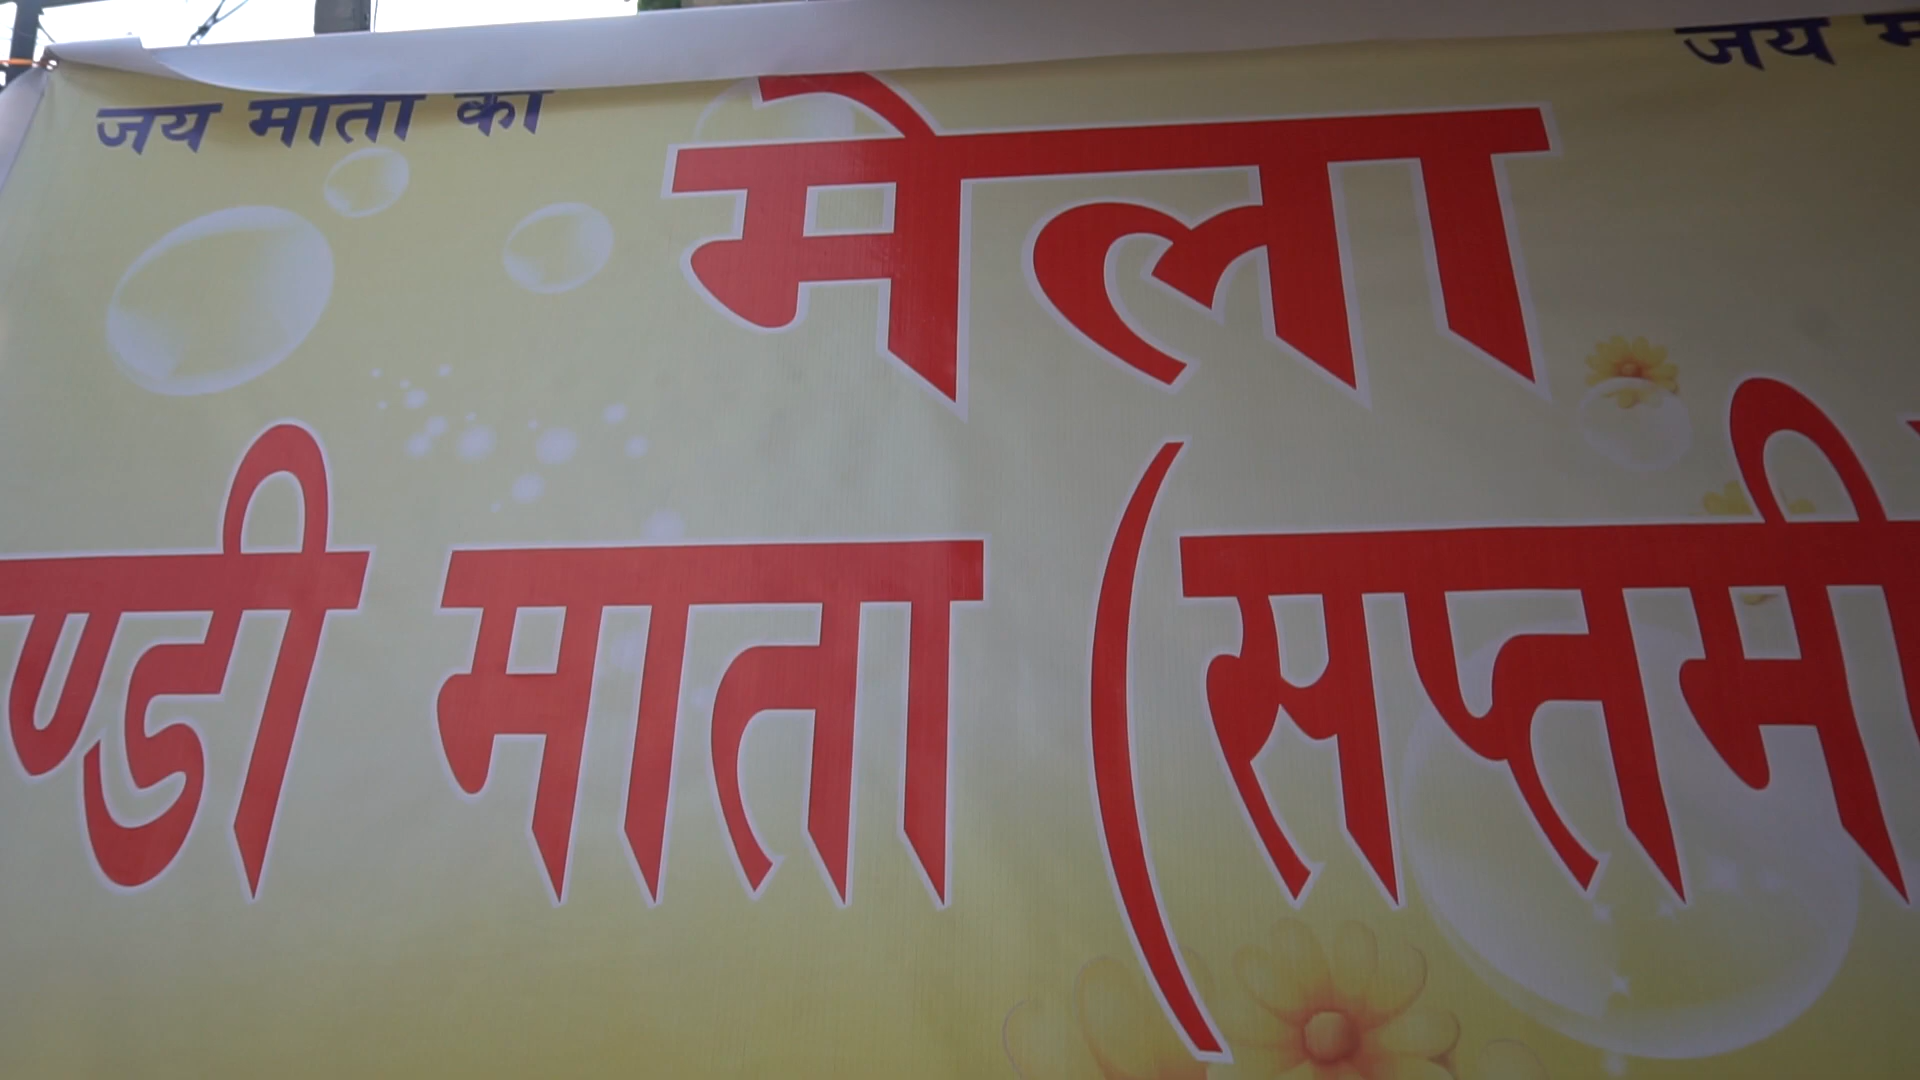 जय माता की जय
मेला
माता (सप्तमी